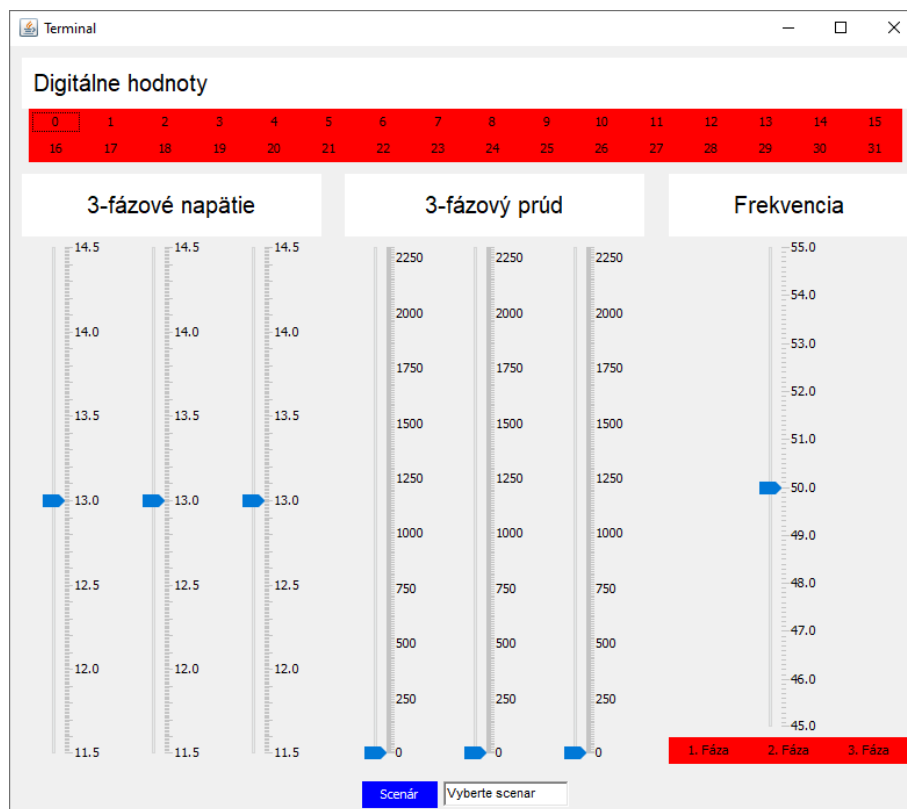 Terminal
Digitálne hodnoty
0 1 2 3 4 5 6 7 8 9 10 11 12 13 14 15
16 17 18 19 20 21 22 23 24 25 26 27 28 29 30 31
3-fázové napätie
14.5 14.5 14.5
14.0 14.0 14.0
13.5 13.5 13.5
13.0 13.0 13.0
12.5 12.5 12.5
12.0 12.0 12.0
11.5 11.5 11.5
3-fázový prúd
2250 2250 2250
2000 2000 2000
1750 1750 1750
1500 1500 1500
1250 1250 1250
1000 1000 1000
750 750 750
500 500 500
250 250 250
0 0 0
Frekvencia
55.0
54.0
53.0
52.0
51.0
50.0
49.0
48.0
47.0
46.0
45.0
1. Fáza 2. Fáza 3. Fáza
Scenár Vyberte scenar